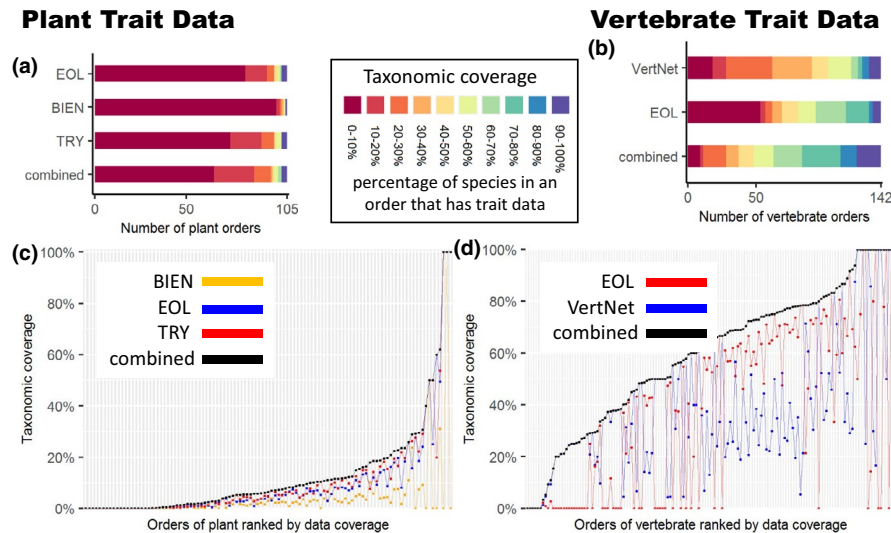 Plant Trait Data
Vertebrate Trait Data
(a)
EOL
BIEN
TRY
combined
0
50
105
Number of plant orders
Taxonomic coverage
0-10%
10-20%
20-30%
30-40%
40-50%
50-60%
60-70%
70-80%
80-90%
90-100%
percentage of species in an
order that has trait data
(b)
VertNet
EOL
combined
0
50
142
Number of vertebrate orders
(c)
100%
80%
60%
40%
20%
0%
Taxonomic coverage
BIEN
EOL
TRY
combined
Orders of plant ranked by data coverage
(d)
100%
80%
60%
40%
20%
0%
Taxonomic coverage
EOL
VertNet
combined
Orders of vertebrate ranked by data coverage